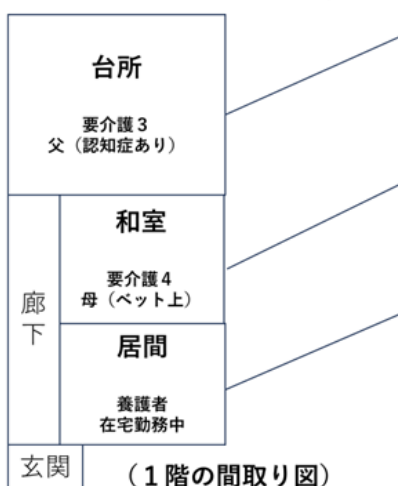 台所
要介護3
父（認知症あり）
和室
要介護4
母（ベット上）
廊下
居間
養護者
在宅勤務中
玄関
（１階の間取り図）